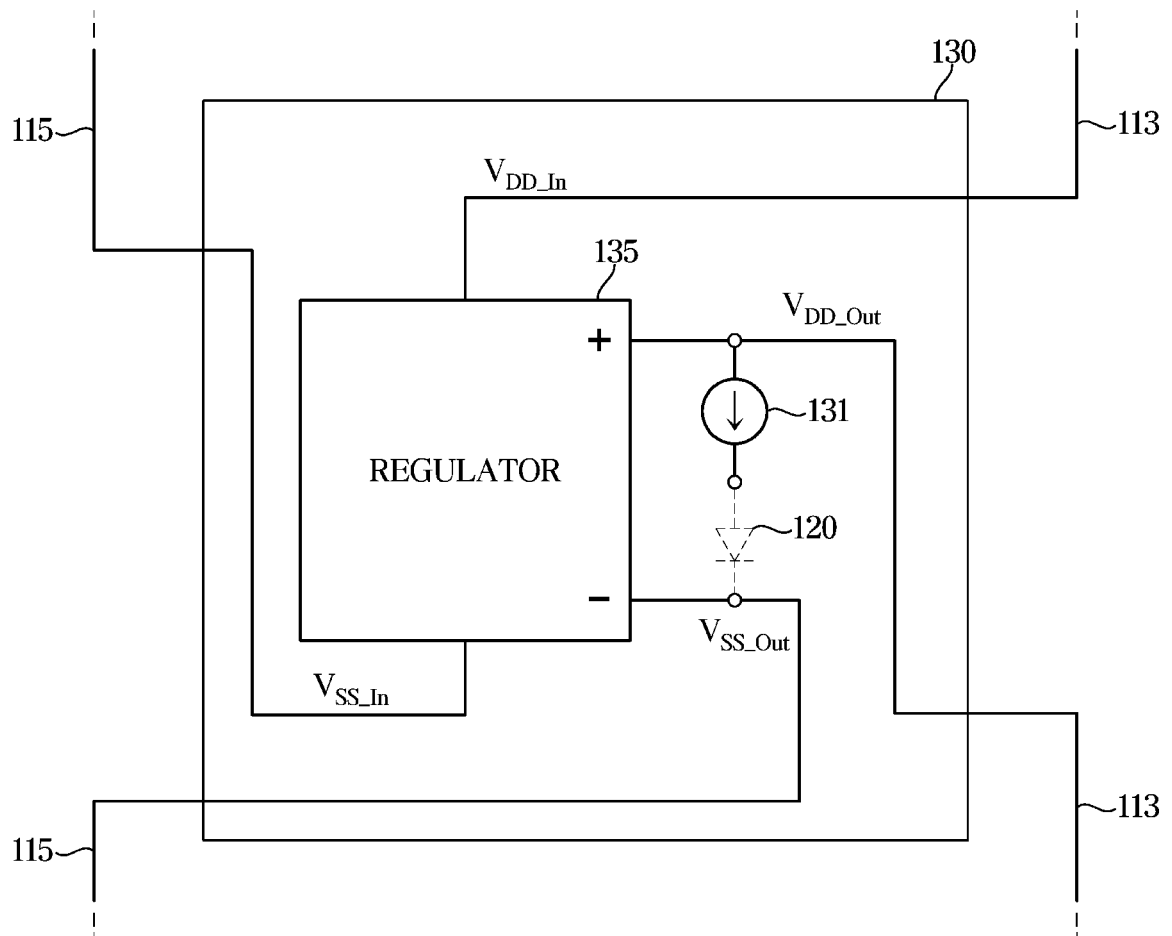 130
115
113
V_DD_In
135
V_DD_Out
+
131
REGULATOR
120
−
V_SS_Out
V_SS_In
115
113